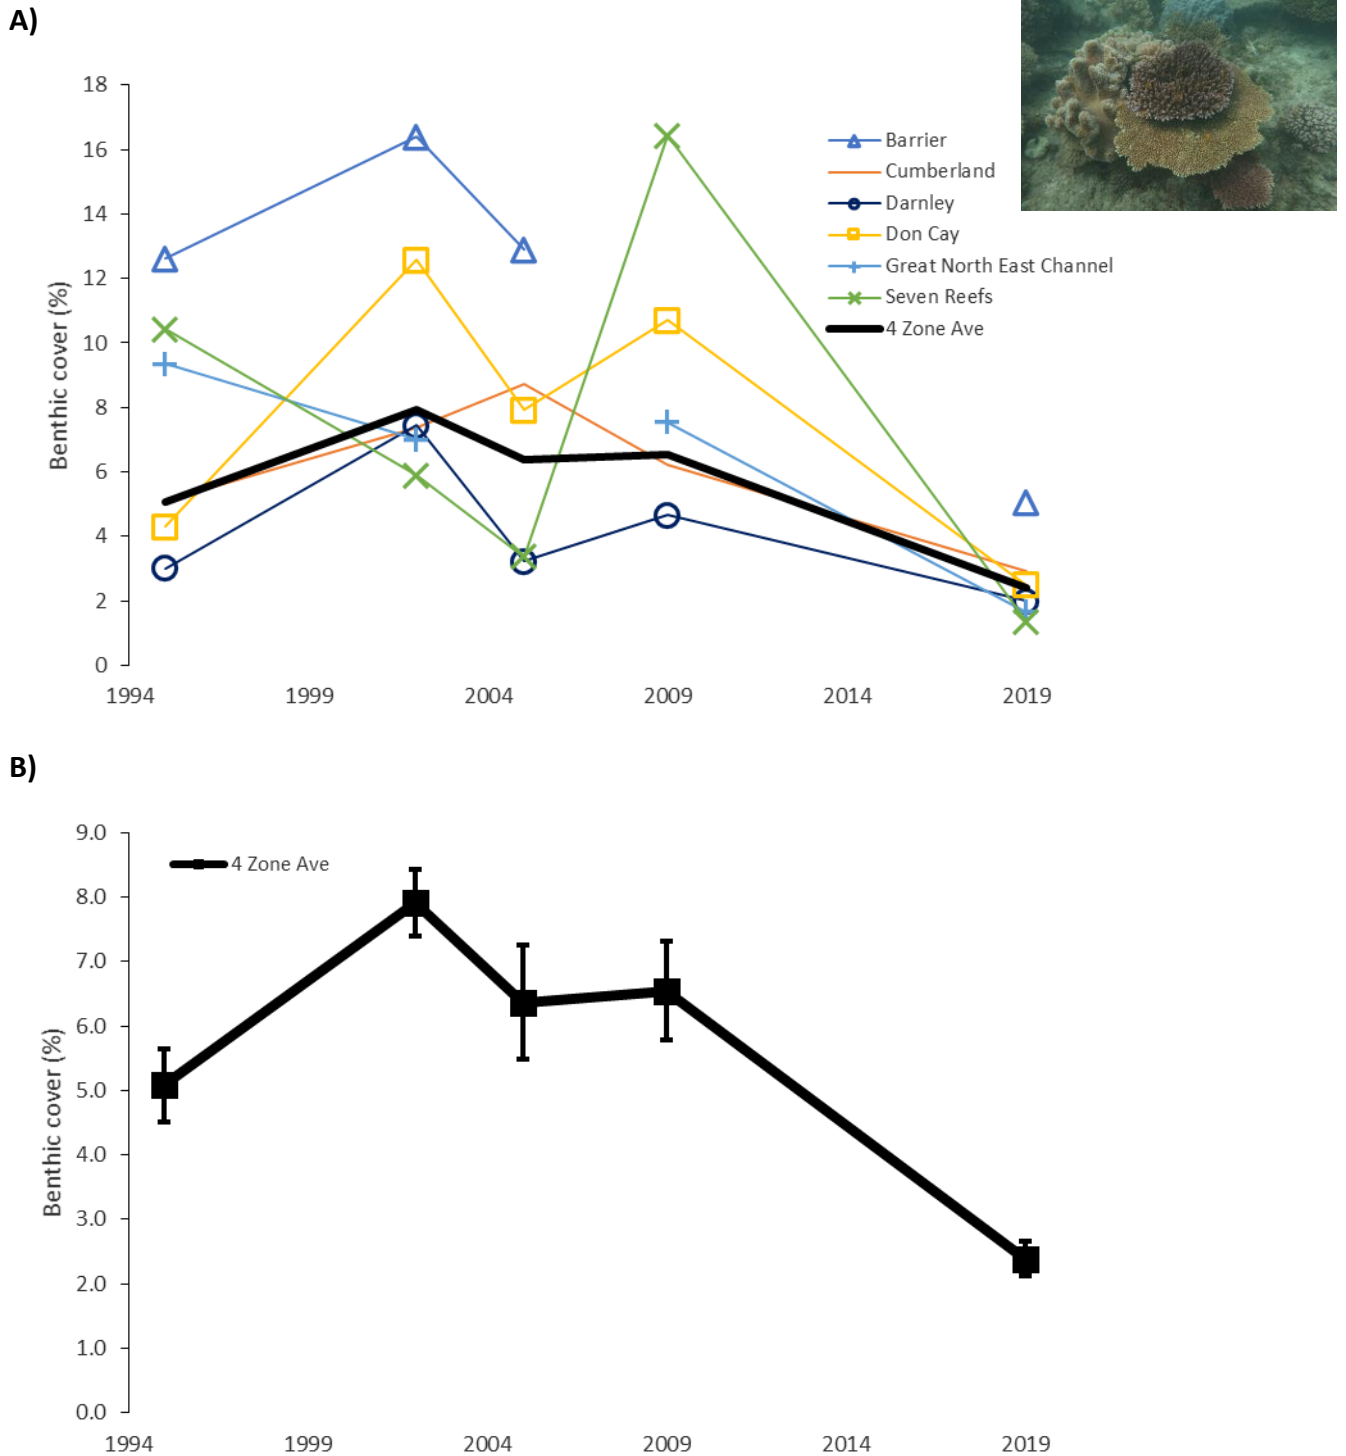 A)
18
16
14
12
10
8
6
4
2
0
Benthic cover (%)
1994 1999 2004 2009 2014 2019
Barrier
Cumberland
Darnley
Don Cay
Great North East Channel
Seven Reefs
4 Zone Ave
B)
9.0
8.0
7.0
6.0
5.0
4.0
3.0
2.0
1.0
0.0
Benthic cover (%)
4 Zone Ave
1994 1999 2004 2009 2014 2019